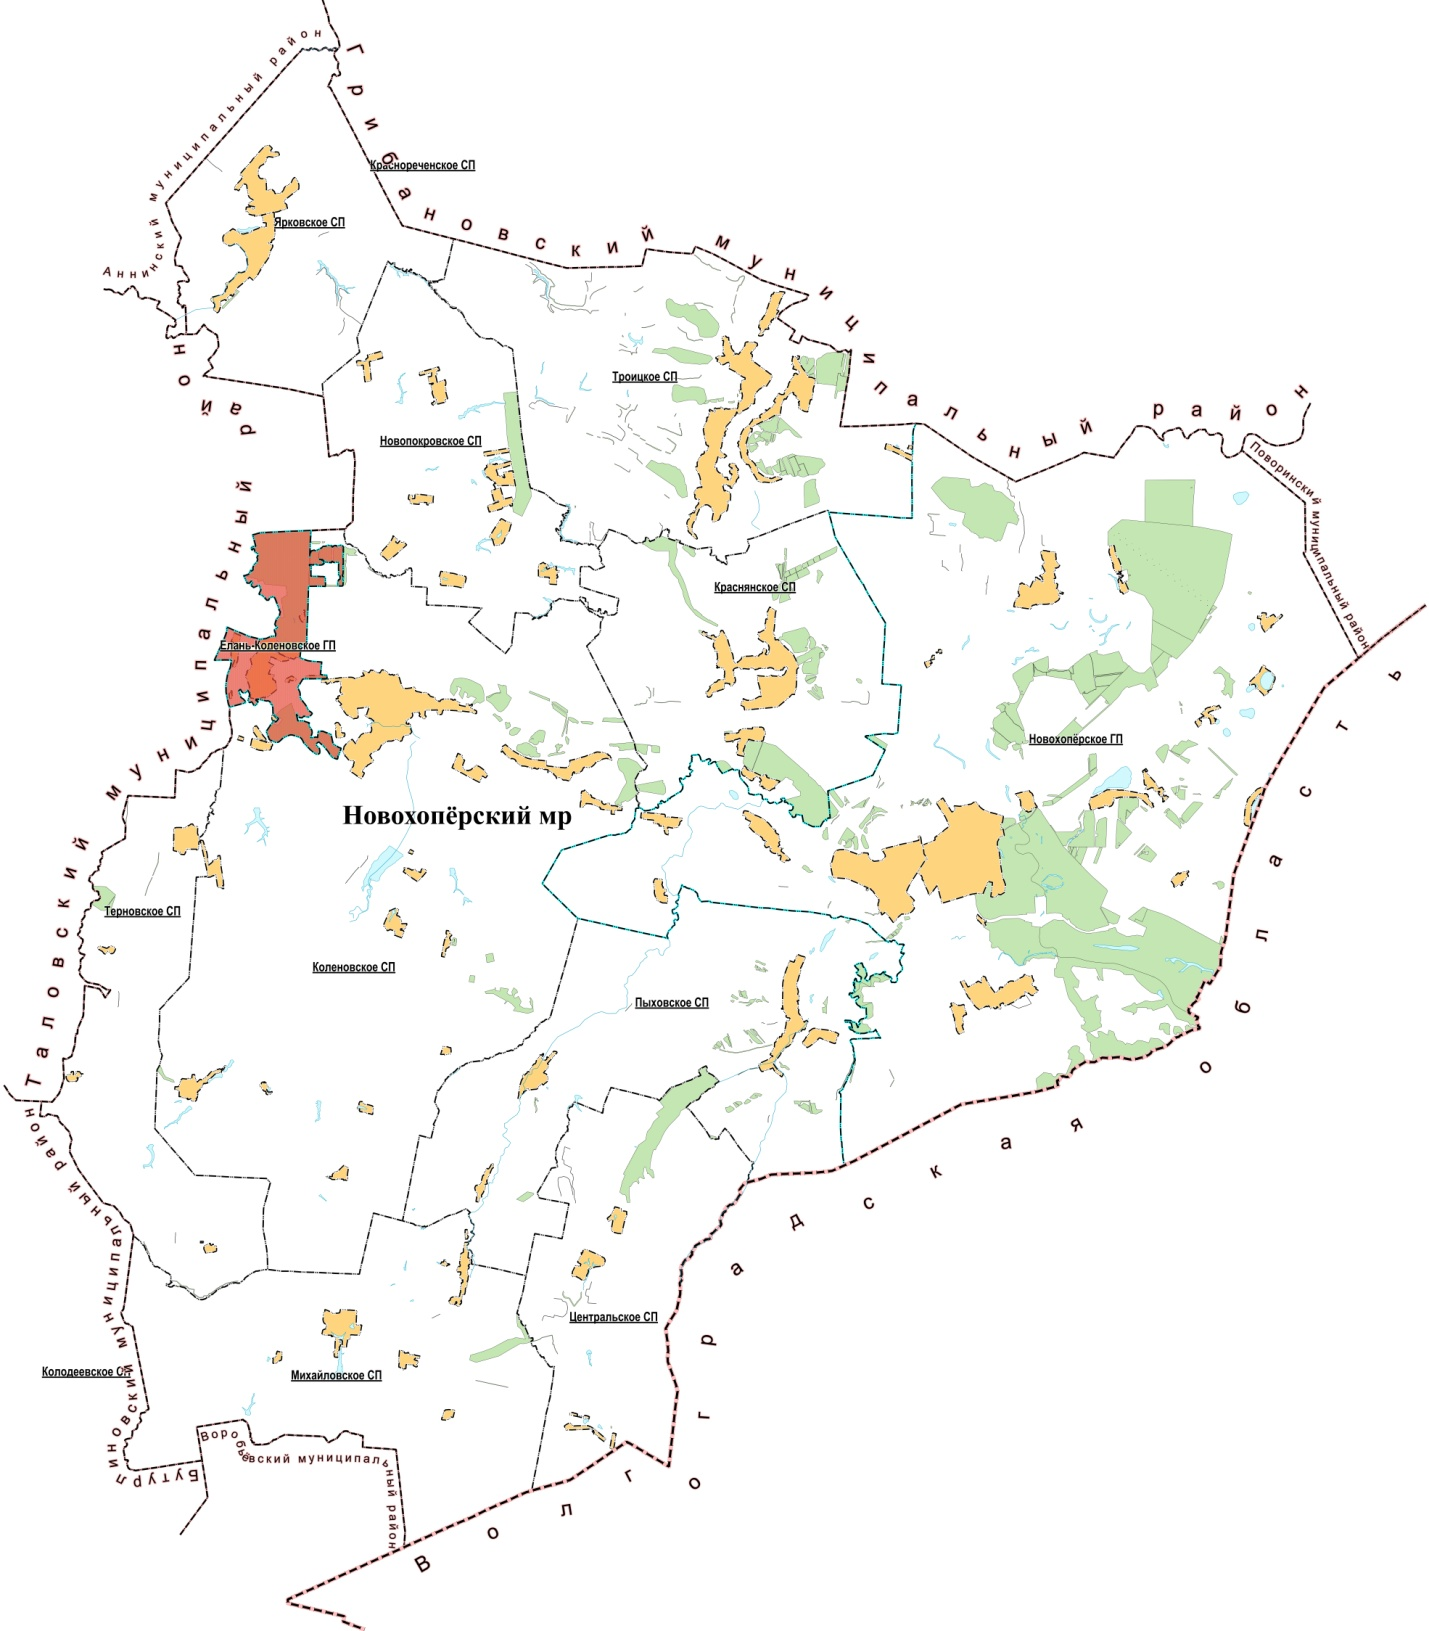 Аннинский муниципальный район
Грибановский муниципальный район
Краснореченское СП
Ярковское СП
Троицкое СП
Новопокровское СП
Поворинский муниципальный район
Краснянское СП
Елань-Коленовское ГП
Новохопёрское ГП
Новохопёрский мр
Таловский муниципальный район
Терновское СП
Коленовское СП
Пыховское СП
Центральское СП
Колодеевское СП
Михайловское СП
Бутурлиновский муниципальный район
Воробьёвский муниципальный район
Волгоградская область